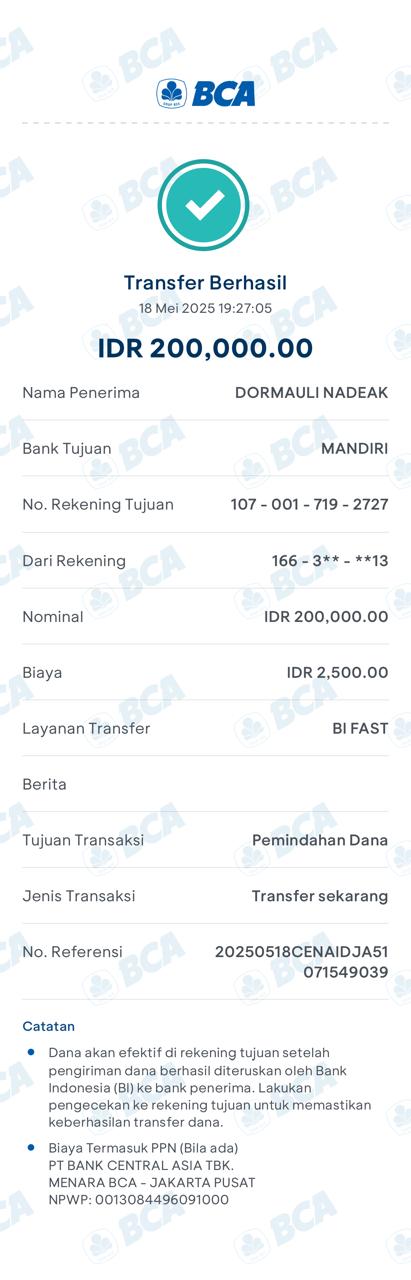 BCA
Transfer Berhasil
18 Mei 2025 19:27:05
IDR 200,000.00
Nama Penerima DORMAULI NADEAK
Bank Tujuan MANDIRI
No. Rekening Tujuan 107 - 001 - 719 - 2727
Dari Rekening 166 - 3** - **13
Nominal IDR 200,000.00
Biaya IDR 2,500.00
Layanan Transfer BI FAST
Berita
Tujuan Transaksi Pemindahan Dana
Jenis Transaksi Transfer sekarang
No. Referensi 20250518CENAIDJA51
071549039
Catatan
• Dana akan efektif di rekening tujuan setelah
pengiriman dana berhasil diteruskan oleh Bank
Indonesia (BI) ke bank penerima. Lakukan
pengecekan ke rekening tujuan untuk memastikan
keberhasilan transfer dana.
• Biaya Termasuk PPN (Bila ada)
PT BANK CENTRAL ASIA TBK.
MENARA BCA - JAKARTA PUSAT
NPWP: 0013084496091000